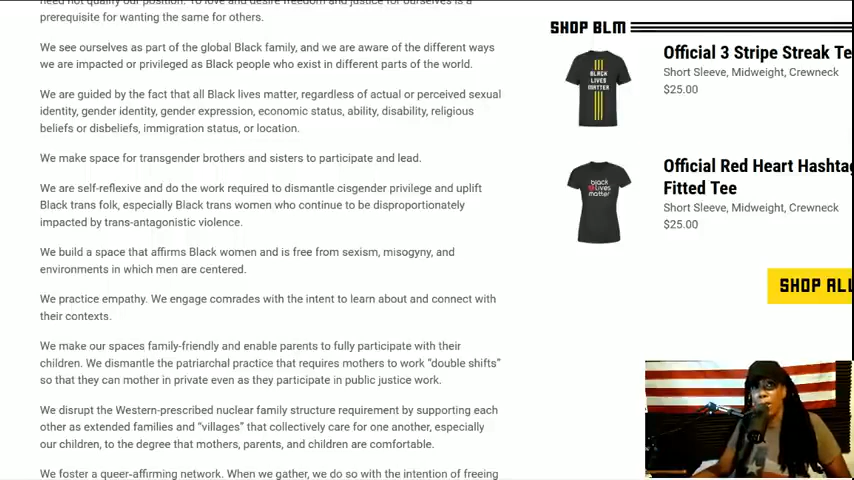 need not qualify our position. To love and desire freedom and justice for ourselves is a
prerequisite for wanting the same for others.
We see ourselves as part of the global Black family, and we are aware of the different ways
we are impacted or privileged as Black people who exist in different parts of the world.
We are guided by the fact that all Black lives matter, regardless of actual or perceived sexual
identity, gender identity, gender expression, economic status, ability, disability, religious
beliefs or disbeliefs, immigration status, or location.
We make space for transgender brothers and sisters to participate and lead.
We are self-reflexive and do the work required to dismantle cisgender privilege and uplift
Black trans folk, especially Black trans women who continue to be disproportionately
impacted by trans-antagonistic violence.
We build a space that affirms Black women and is free from sexism, misogyny, and
environments in which men are centered.
We practice empathy. We engage comrades with the intent to learn about and connect with
their contexts.
We make our spaces family-friendly and enable parents to fully participate with their
children. We dismantle the patriarchal practice that requires mothers to work “double shifts”
so that they can mother in private even as they participate in public justice work.
We disrupt the Western-prescribed nuclear family structure requirement by supporting each
other as extended families and “villages” that collectively care for one another, especially
our children, to the degree that mothers, parents, and children are comfortable.
We foster a queer-affirming network. When we gather, we do so with the intention of freeing
SHOP BLM
BLACK
LIVES
MATTER
Official 3 Stripe Streak Te
Short Sleeve, Midweight, Crewneck
$25.00
black
lives
matter
Official Red Heart Hashtag
Fitted Tee
Short Sleeve, Midweight, Crewneck
$25.00
SHOP ALL